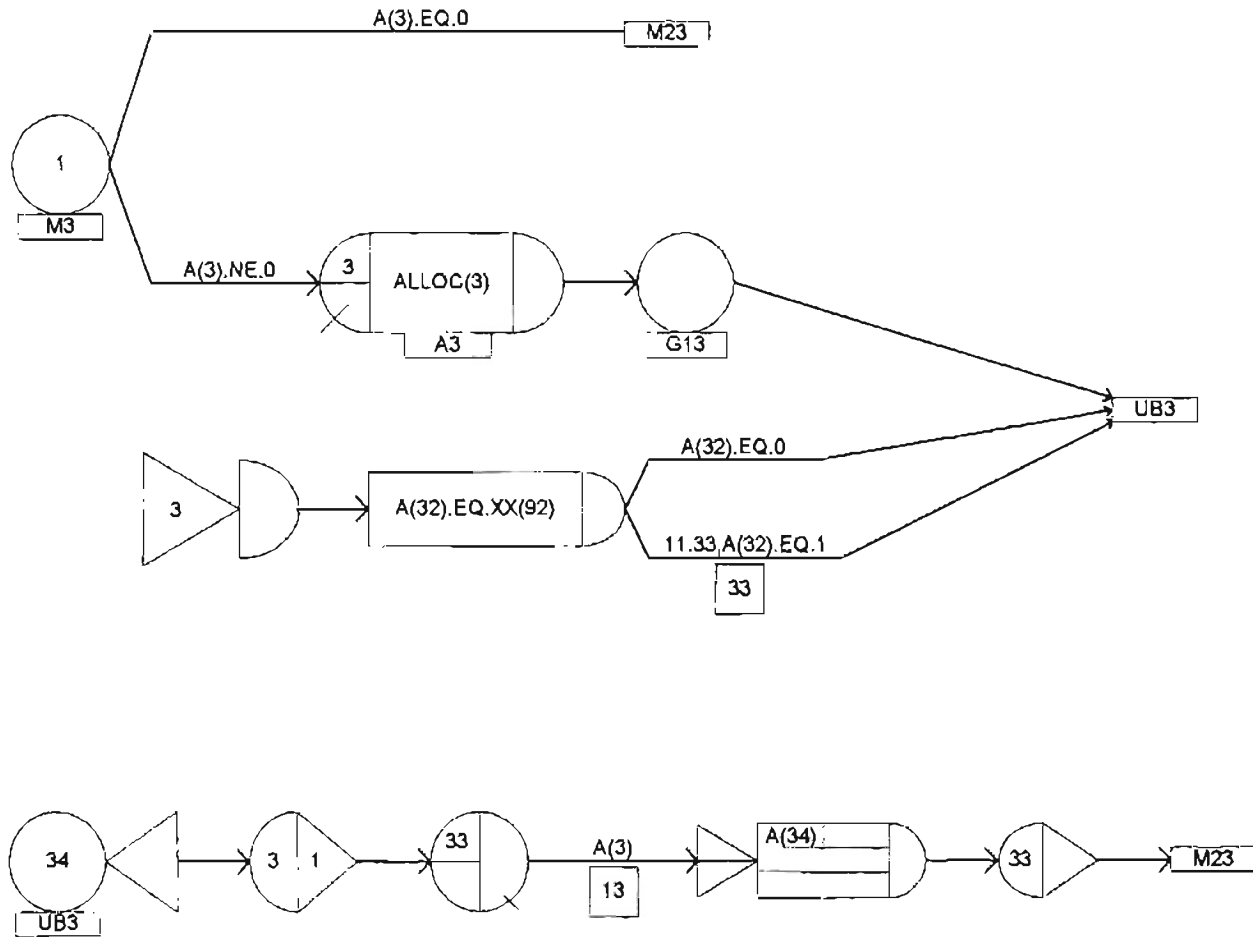 A(3).EQ.0
M23
1
M3
A(3).NE.0
3
ALLOC(3)
A3
G13
UB3
3
A(32).EQ.XX(92)
A(32).EQ.0
11.33,A(32).EQ.1
33
34
UB3
3
1
33
A(3)
13
A(34)
33
M23